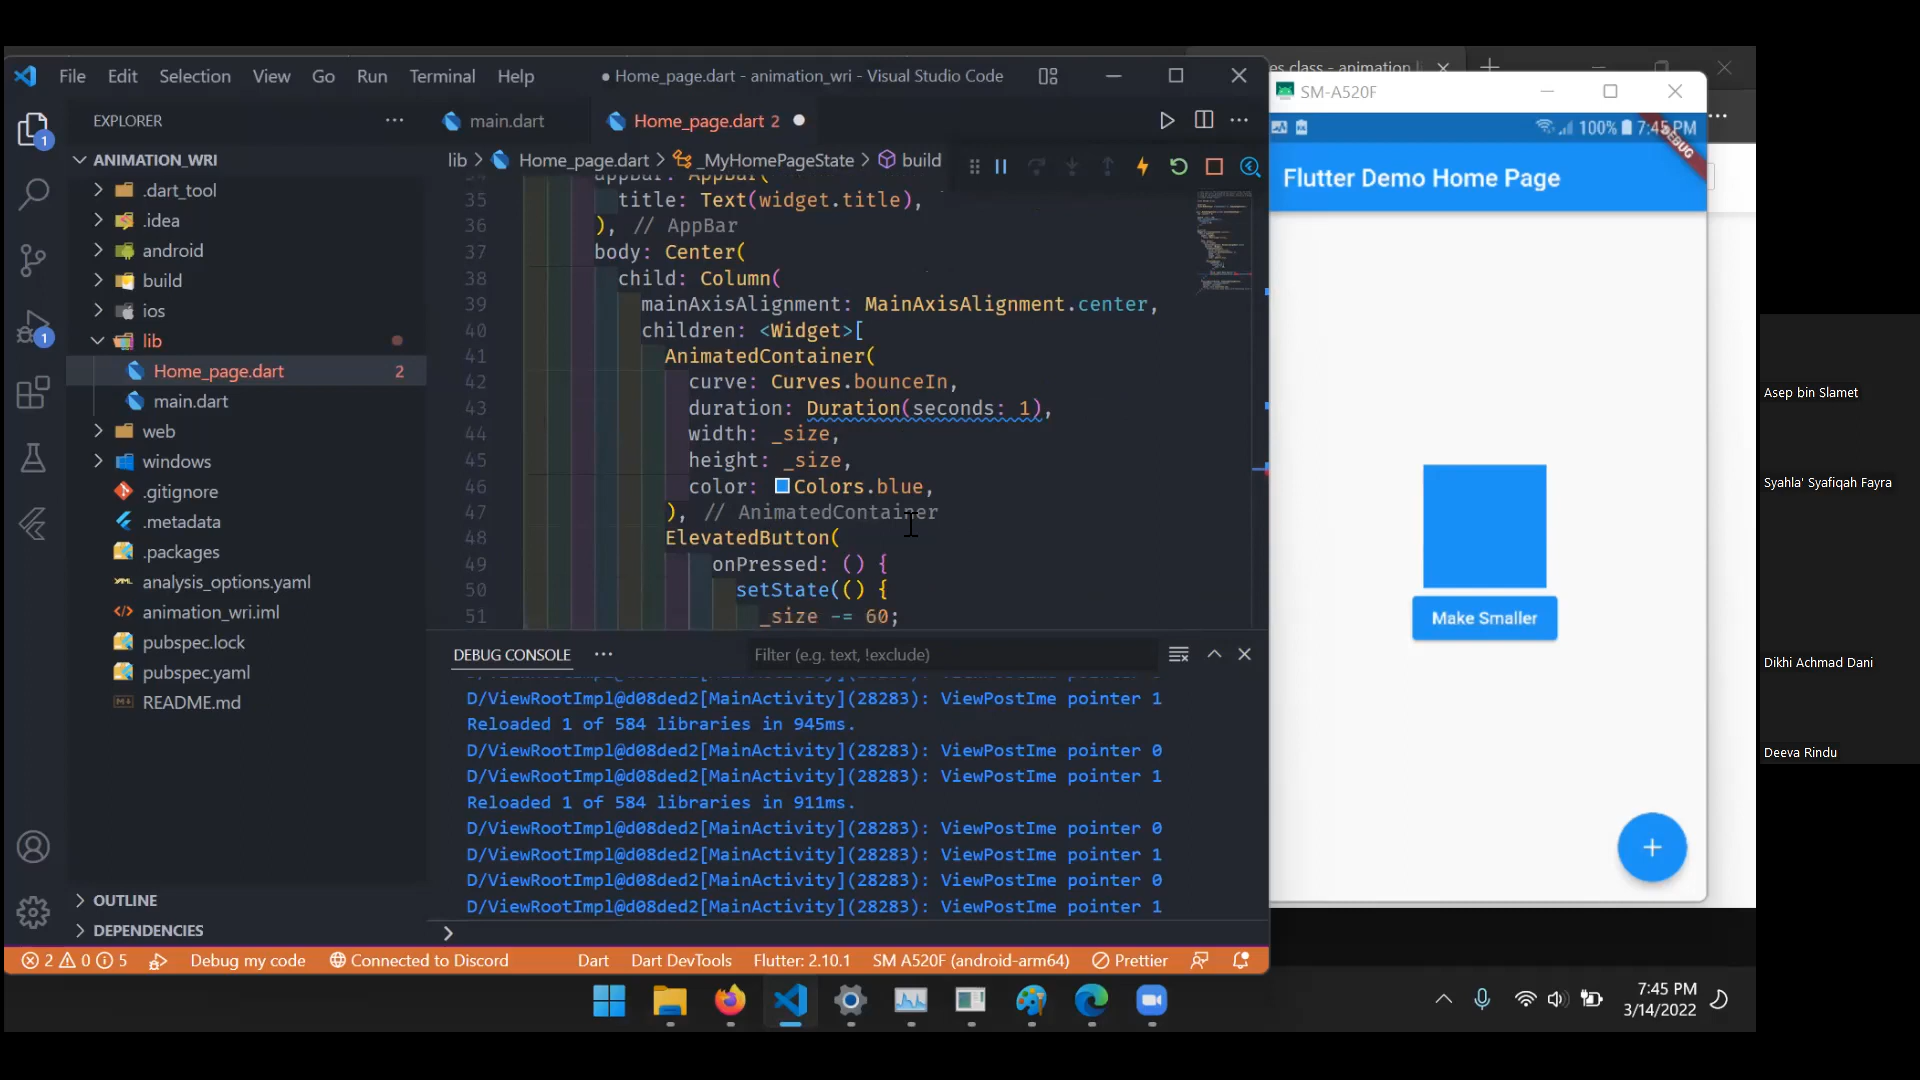 File Edit Selection View Go Run Terminal Help
● Home_page.dart - animation_wri - Visual Studio Code
es class - animation l
EXPLORER
ANIMATION_WRI
.dart_tool
.idea
android
build
ios
lib
Home_page.dart 2
main.dart
web
windows
.gitignore
.metadata
.packages
analysis_options.yaml
animation_wri.iml
pubspec.lock
pubspec.yaml
README.md
OUTLINE
DEPENDENCIES
1
1
main.dart
Home_page.dart 2
lib > Home_page.dart > _MyHomePageState > build
34 appBar: AppBar(
35 title: Text(widget.title),
36 ), // AppBar
37 body: Center(
38 child: Column(
39 mainAxisAlignment: MainAxisAlignment.center,
40 children: <Widget>[
41 AnimatedContainer(
42 curve: Curves.bounceIn,
43 duration: Duration(seconds: 1),
44 width: _size,
45 height: _size,
46 color: Colors.blue,
47 ), // AnimatedContainer
48 ElevatedButton(
49 onPressed: () {
50 setState(() {
51 _size -= 60;
DEBUG CONSOLE
Filter (e.g. text, !exclude)
D/ViewRootImpl@d08ded2[MainActivity](28283): ViewPostIme pointer 1
Reloaded 1 of 584 libraries in 945ms.
D/ViewRootImpl@d08ded2[MainActivity](28283): ViewPostIme pointer 0
D/ViewRootImpl@d08ded2[MainActivity](28283): ViewPostIme pointer 1
Reloaded 1 of 584 libraries in 911ms.
D/ViewRootImpl@d08ded2[MainActivity](28283): ViewPostIme pointer 0
D/ViewRootImpl@d08ded2[MainActivity](28283): ViewPostIme pointer 1
D/ViewRootImpl@d08ded2[MainActivity](28283): ViewPostIme pointer 0
D/ViewRootImpl@d08ded2[MainActivity](28283): ViewPostIme pointer 1
2 0 5 Debug my code Connected to Discord Dart Dart DevTools Flutter: 2.10.1 SM A520F (android-arm64) Prettier
SM-A520F
100% 7:45 PM
DEBUG
Flutter Demo Home Page
Make Smaller
+
Asep bin Slamet
Syahla' Syafiqah Fayra
Dikhi Achmad Dani
Deeva Rindu
7:45 PM
3/14/2022